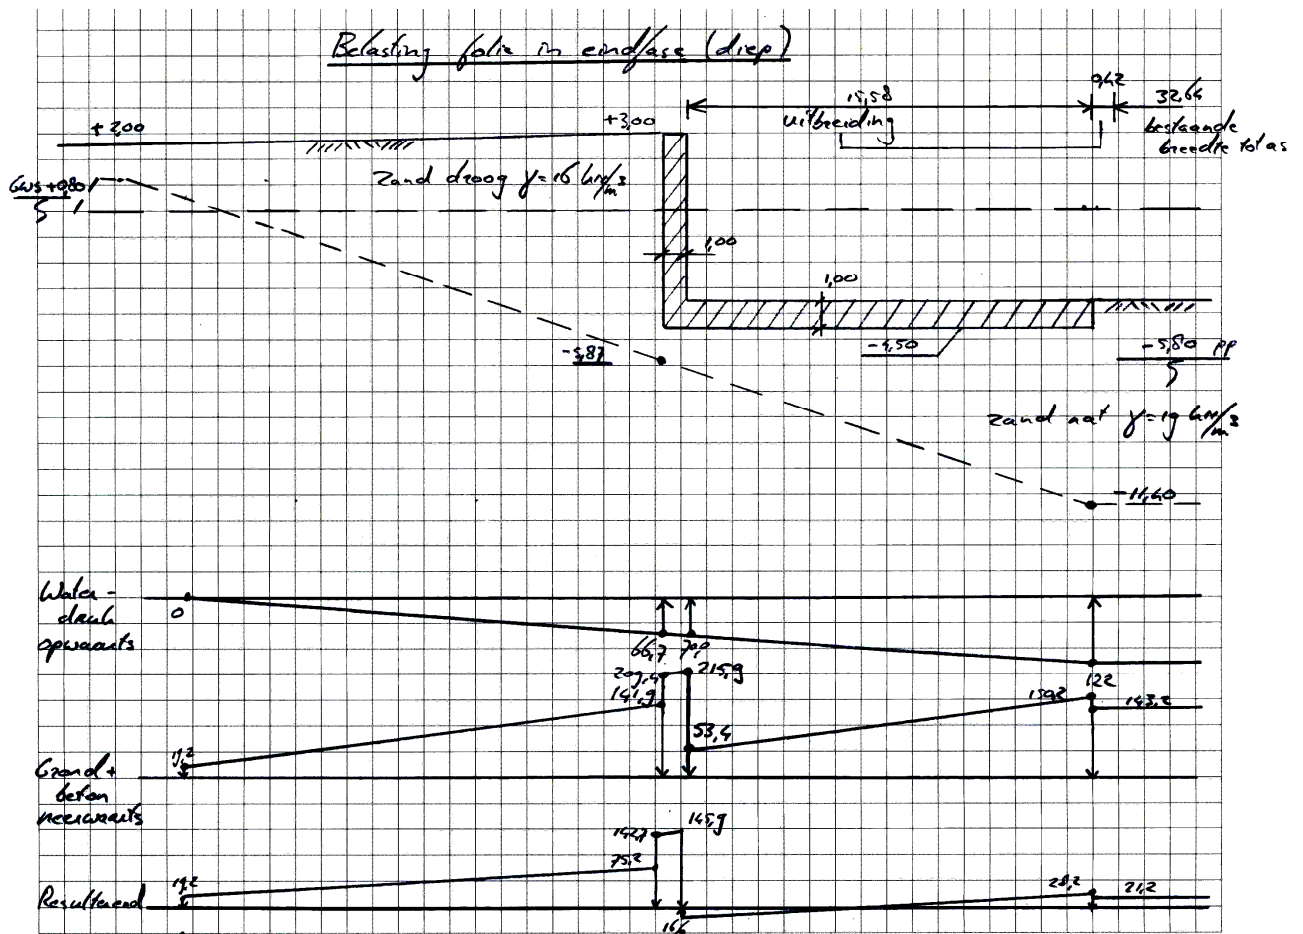 Belasting folie in eindfase (diep)
0,42
15,58
32,64
uitbreiding
bestaande
breedte tot as
+2,00
+3,00
Zand droog γ=16 kN/m3
GWS +0,80
1,00
1,00
-4,50
-5,80 pp
-5,87
Zand nat γ=19 kN/m3
-11,40
Water-
druk
opwaarts
0
66,7
70,0
122
209,4
215,9
141,9
53,4
150,2
143,2
19,2
Grond+
beton
neerwaarts
142,7
145,9
75,2
19,2
28,2
21,2
Resulterend
16,6